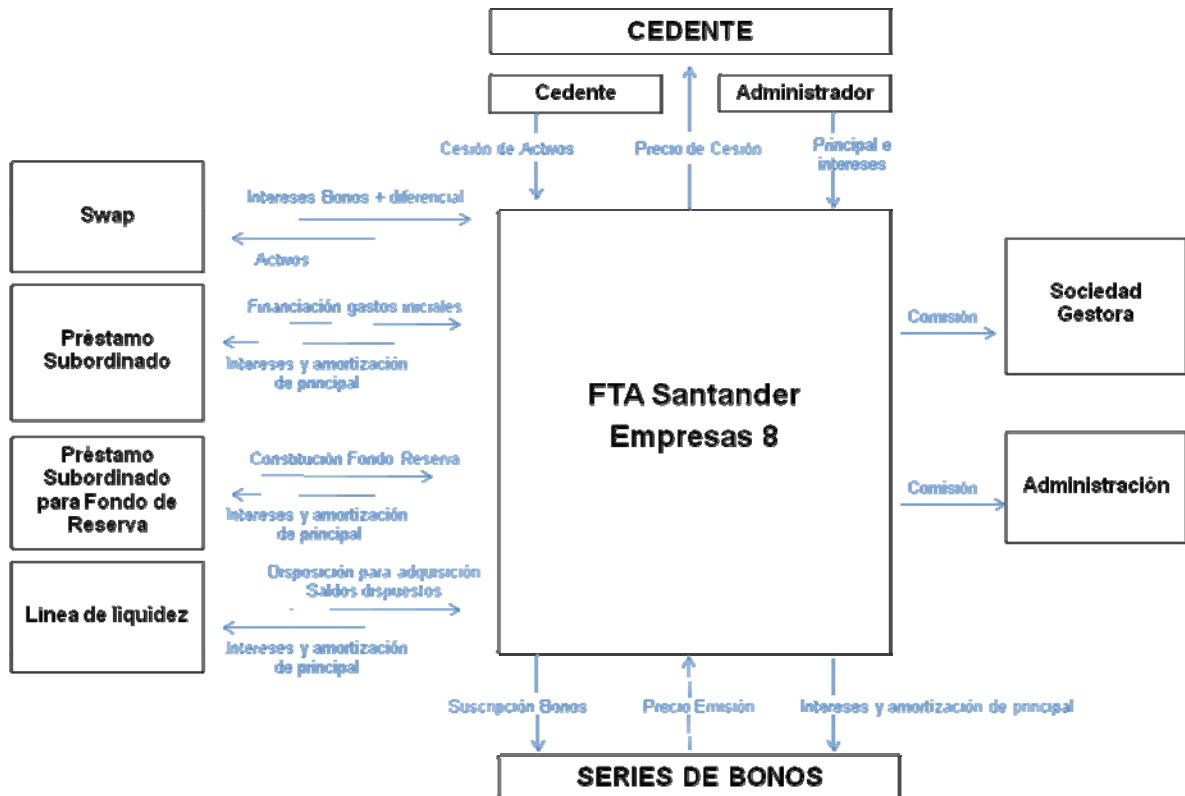 CEDENTE
Cedente
Administrador
Cesión de Activos
Precio de Cesión
Principal e
intereses
Swap
Intereses Bonos + diferencial
Activos
Préstamo
Subordinado
Financiación gastos iniciales
Intereses y amortización
de principal
Préstamo
Subordinado
para Fondo de
Reserva
Constitución Fondo Reserva
Intereses y amortización
de principal
Línea de liquidez
Disposición para adquisición
Saldos dispuestos
Intereses y amortización
de principal
FTA Santander
Empresas 8
Comisión
Sociedad
Gestora
Comisión
Administración
Suscripción Bonos
Precio Emisión
Intereses y amortización de principal
SERIES DE BONOS